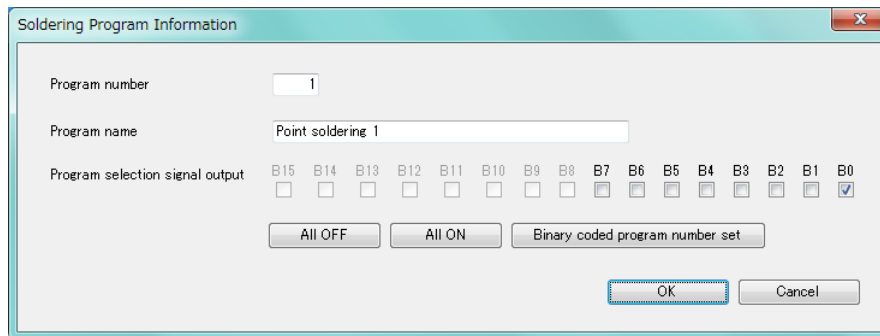 Soldering Program Information
Program number 1
Program name Point soldering 1
B15 B14 B13 B12 B11 B10 B9 B8 B7 B6 B5 B4 B3 B2 B1 B0
Program selection signal output
All OFF All ON Binary coded program number set
OK Cancel